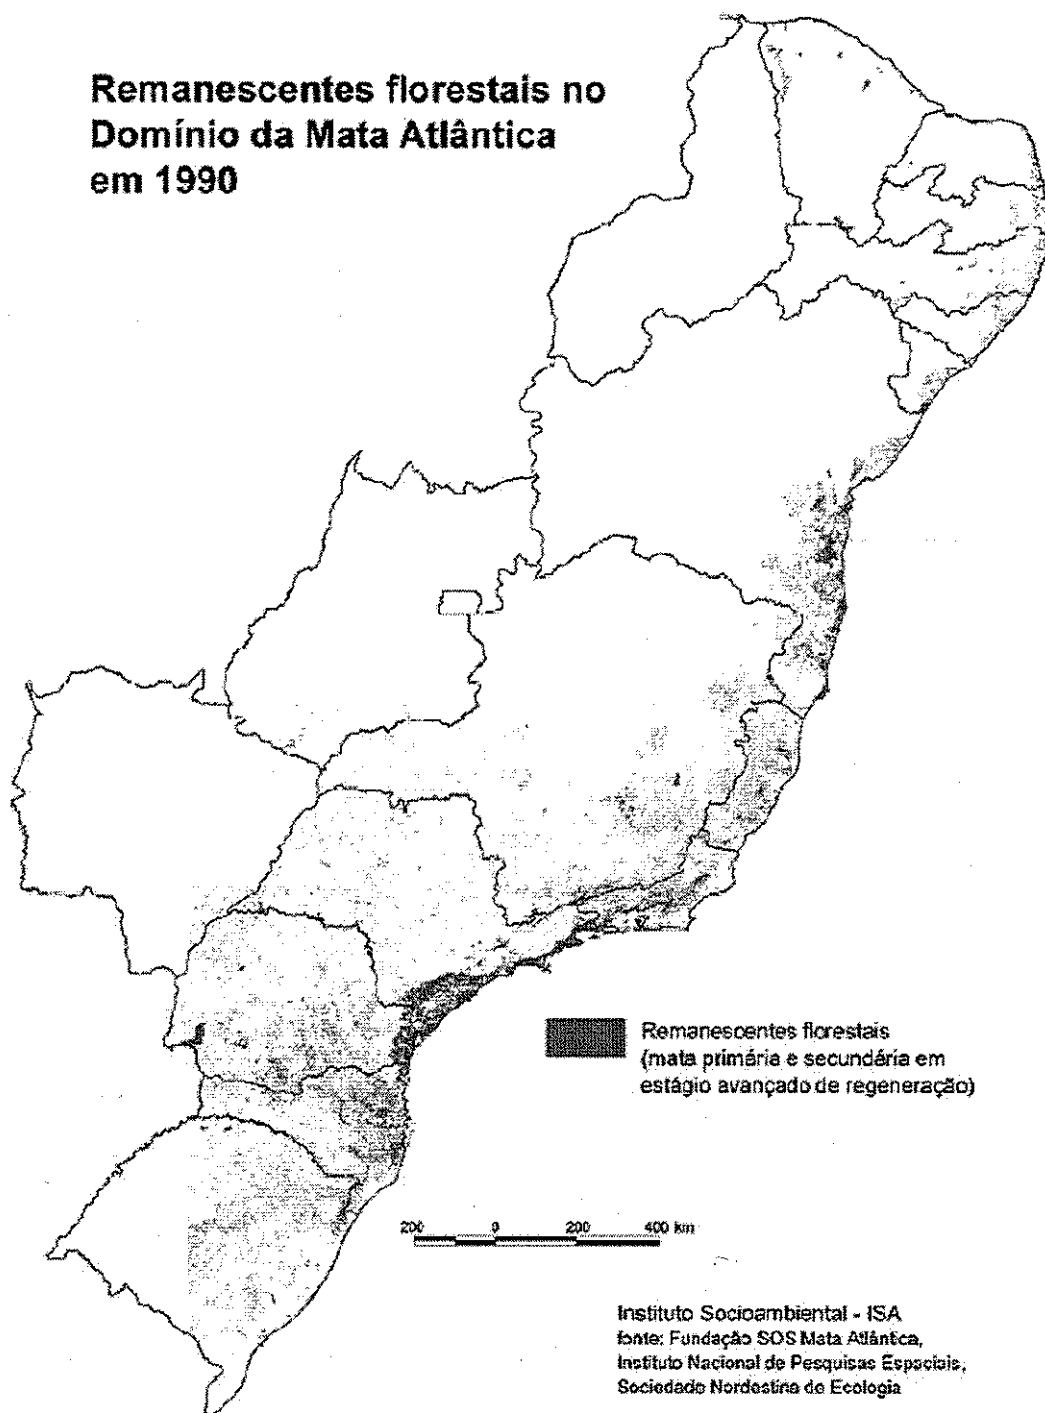 Remanescentes florestais no
Domínio da Mata Atlântica
em 1990
Remanescentes florestais
(mata primária e secundária em
estágio avançado de regeneração)
200 0 200 400 km
Instituto Socioambiental - ISA
fonte: Fundação SOS Mata Atlântica,
Instituto Nacional de Pesquisas Espaciais,
Sociedade Nordestina de Ecologia